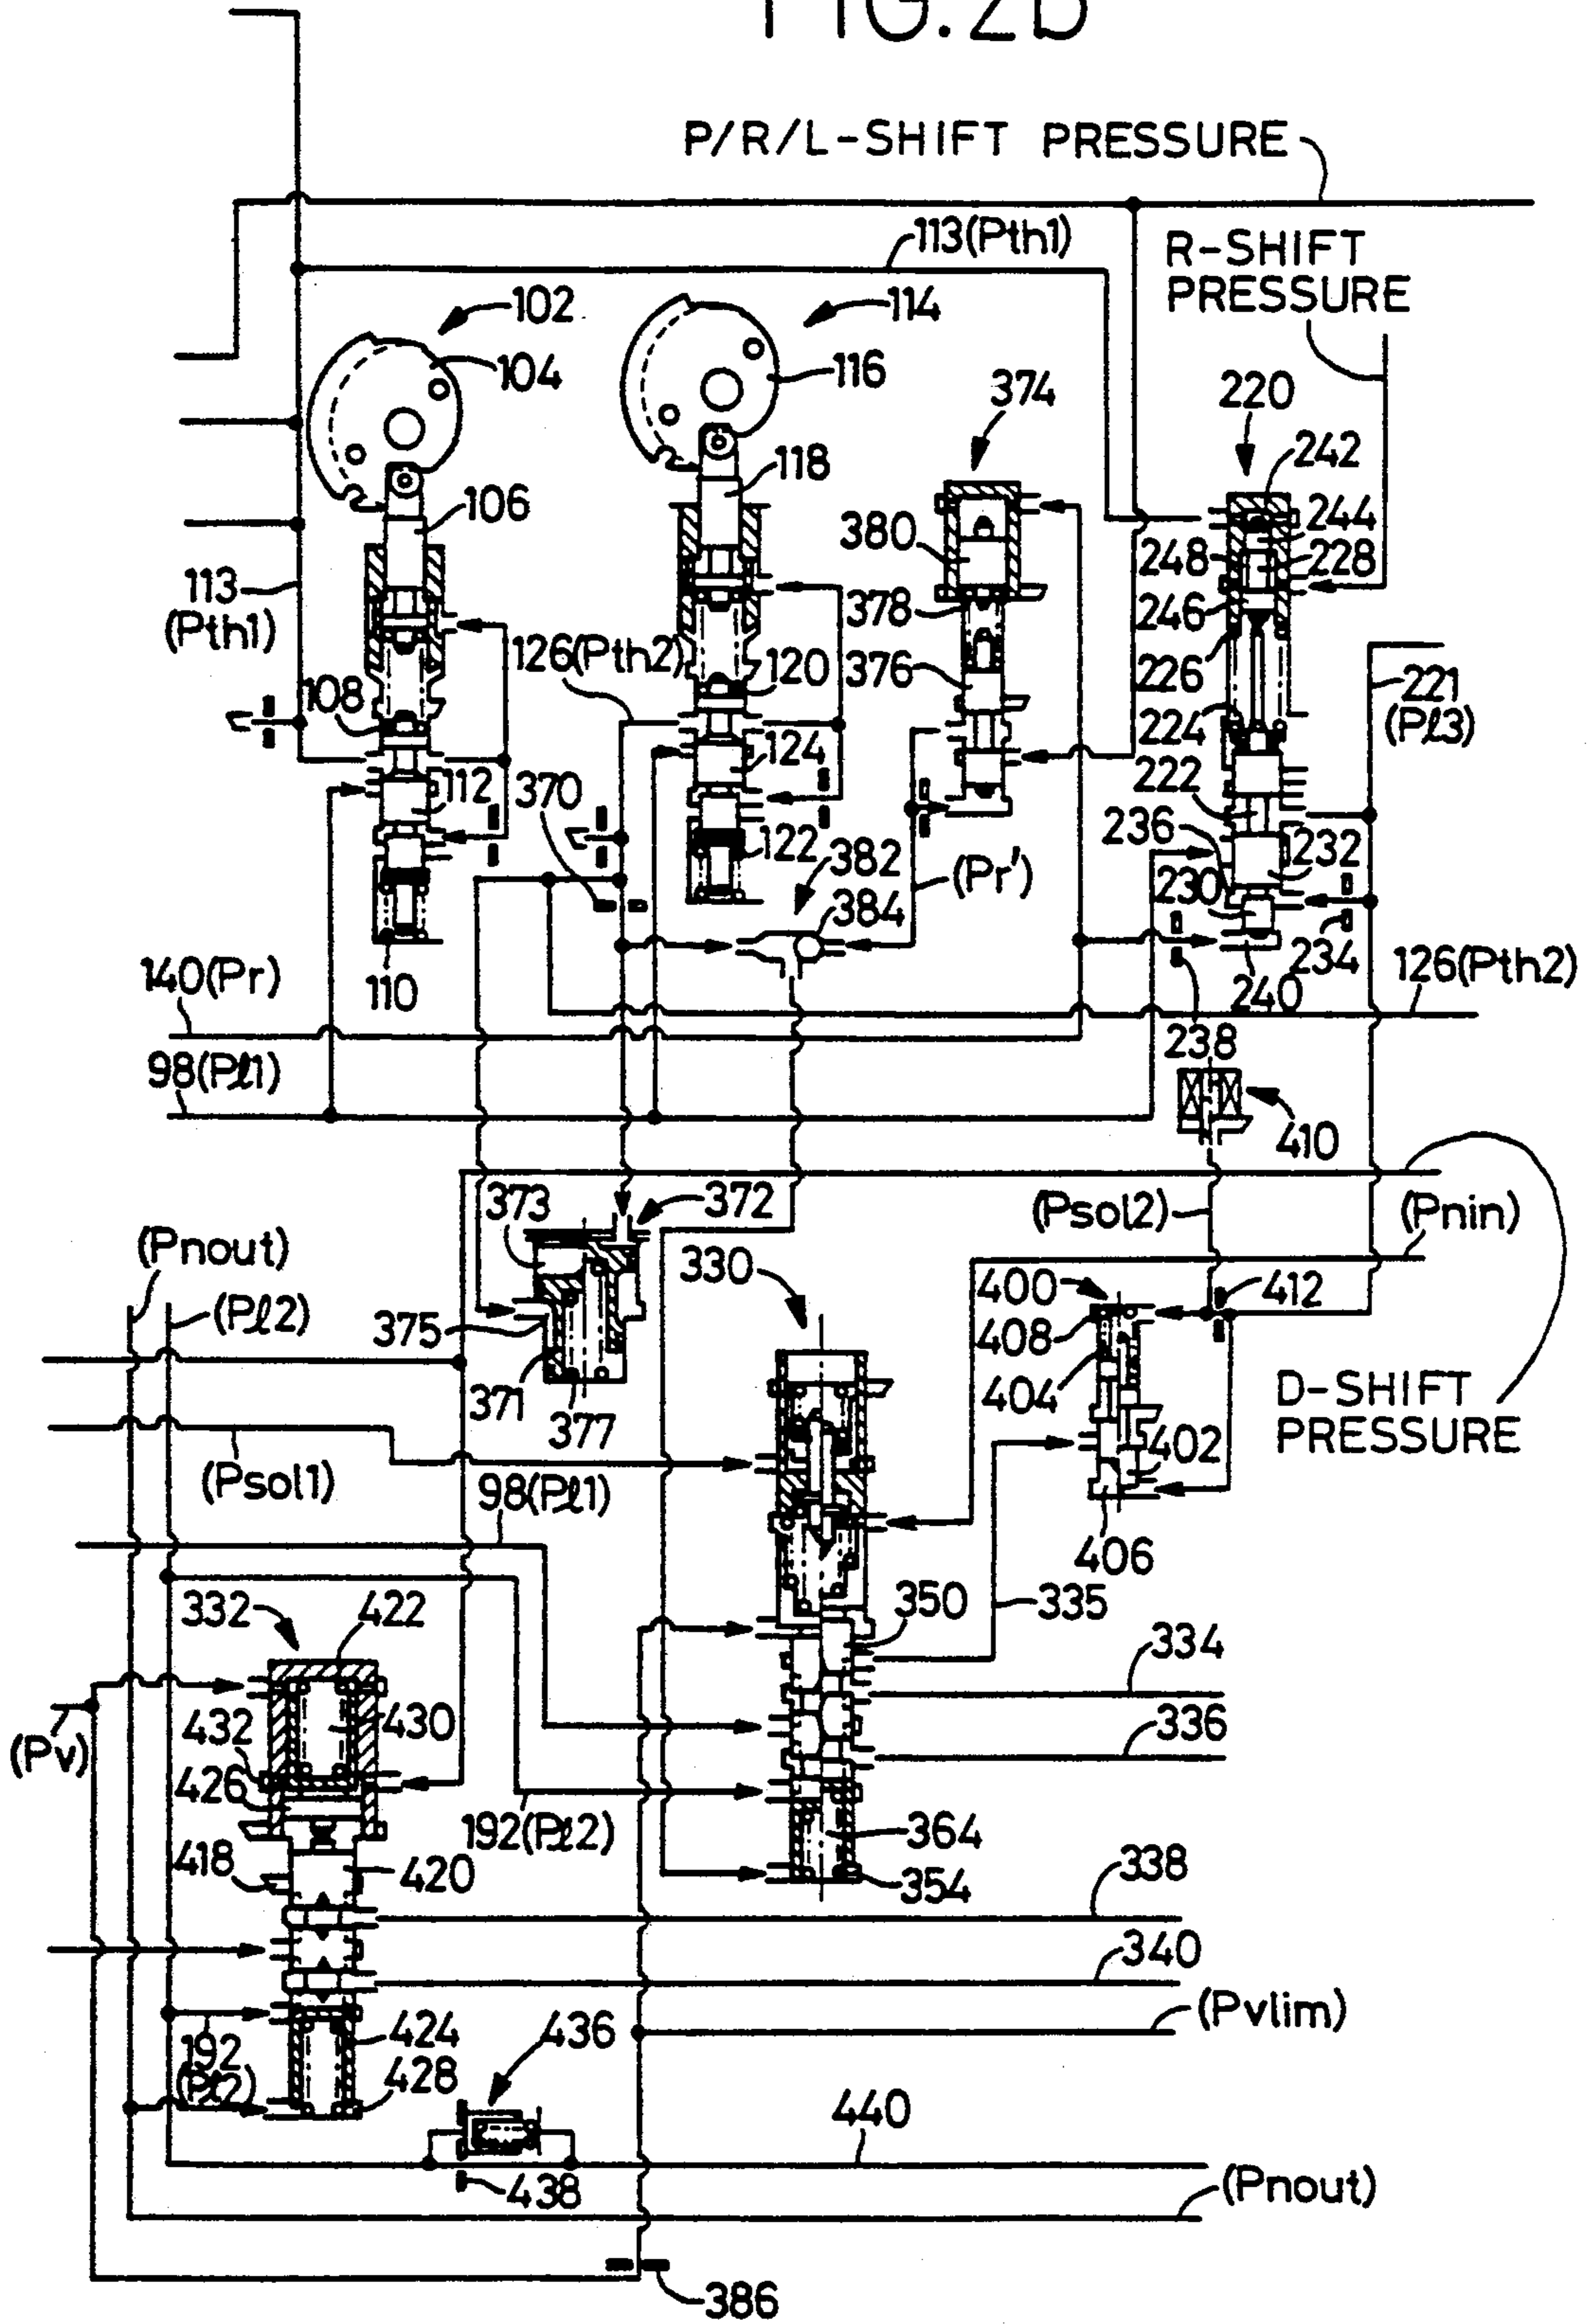 FIG.2b
P/R/L-SHIFT PRESSURE
113(Pth1)
R-SHIFT
PRESSURE
102
114
104
116
374
220
118
242
106
380
244
248
228
113
(Pth1)
378
246
126(Pth2)
120
376
226
221
(Pl3)
108
224
124
112
370
222
236
232
122
382
(Pr')
230
384
140(Pr)
110
234
126(Pth2)
240
238
98(Pl1)
410
373
372
(Psol2)
(Pnin)
(Pnout)
330
400
412
(Pl2)
375
408
404
D-SHIFT
PRESSURE
371
377
402
(Psol1)
98(Pl1)
406
332
422
350
335
334
432
430
336
(Pv)
426
192(Pl2)
364
418
420
354
338
340
(Pvlim)
424
436
192
(Pl2)
428
440
438
(Pnout)
386